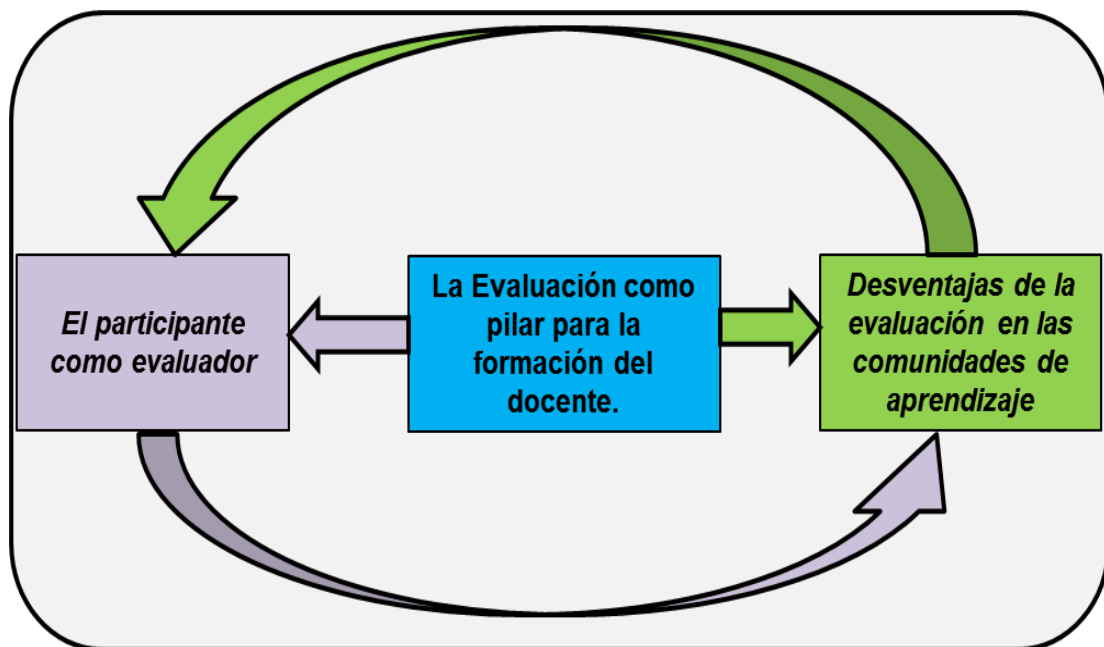 El participante
como evaluador
La Evaluación como
pilar para la
formación del
docente.
Desventajas de la
evaluación en las
comunidades de
aprendizaje